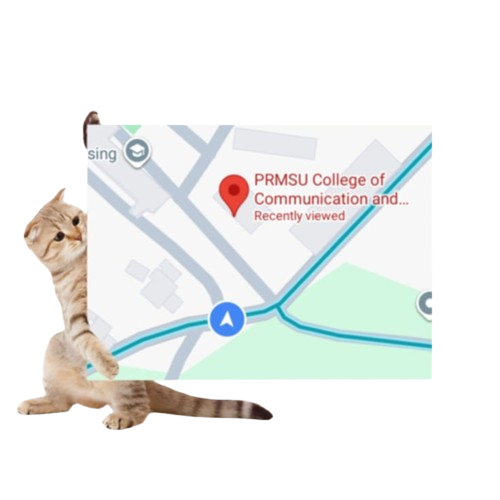 sing
PRMSU College of
Communication and...
Recently viewed